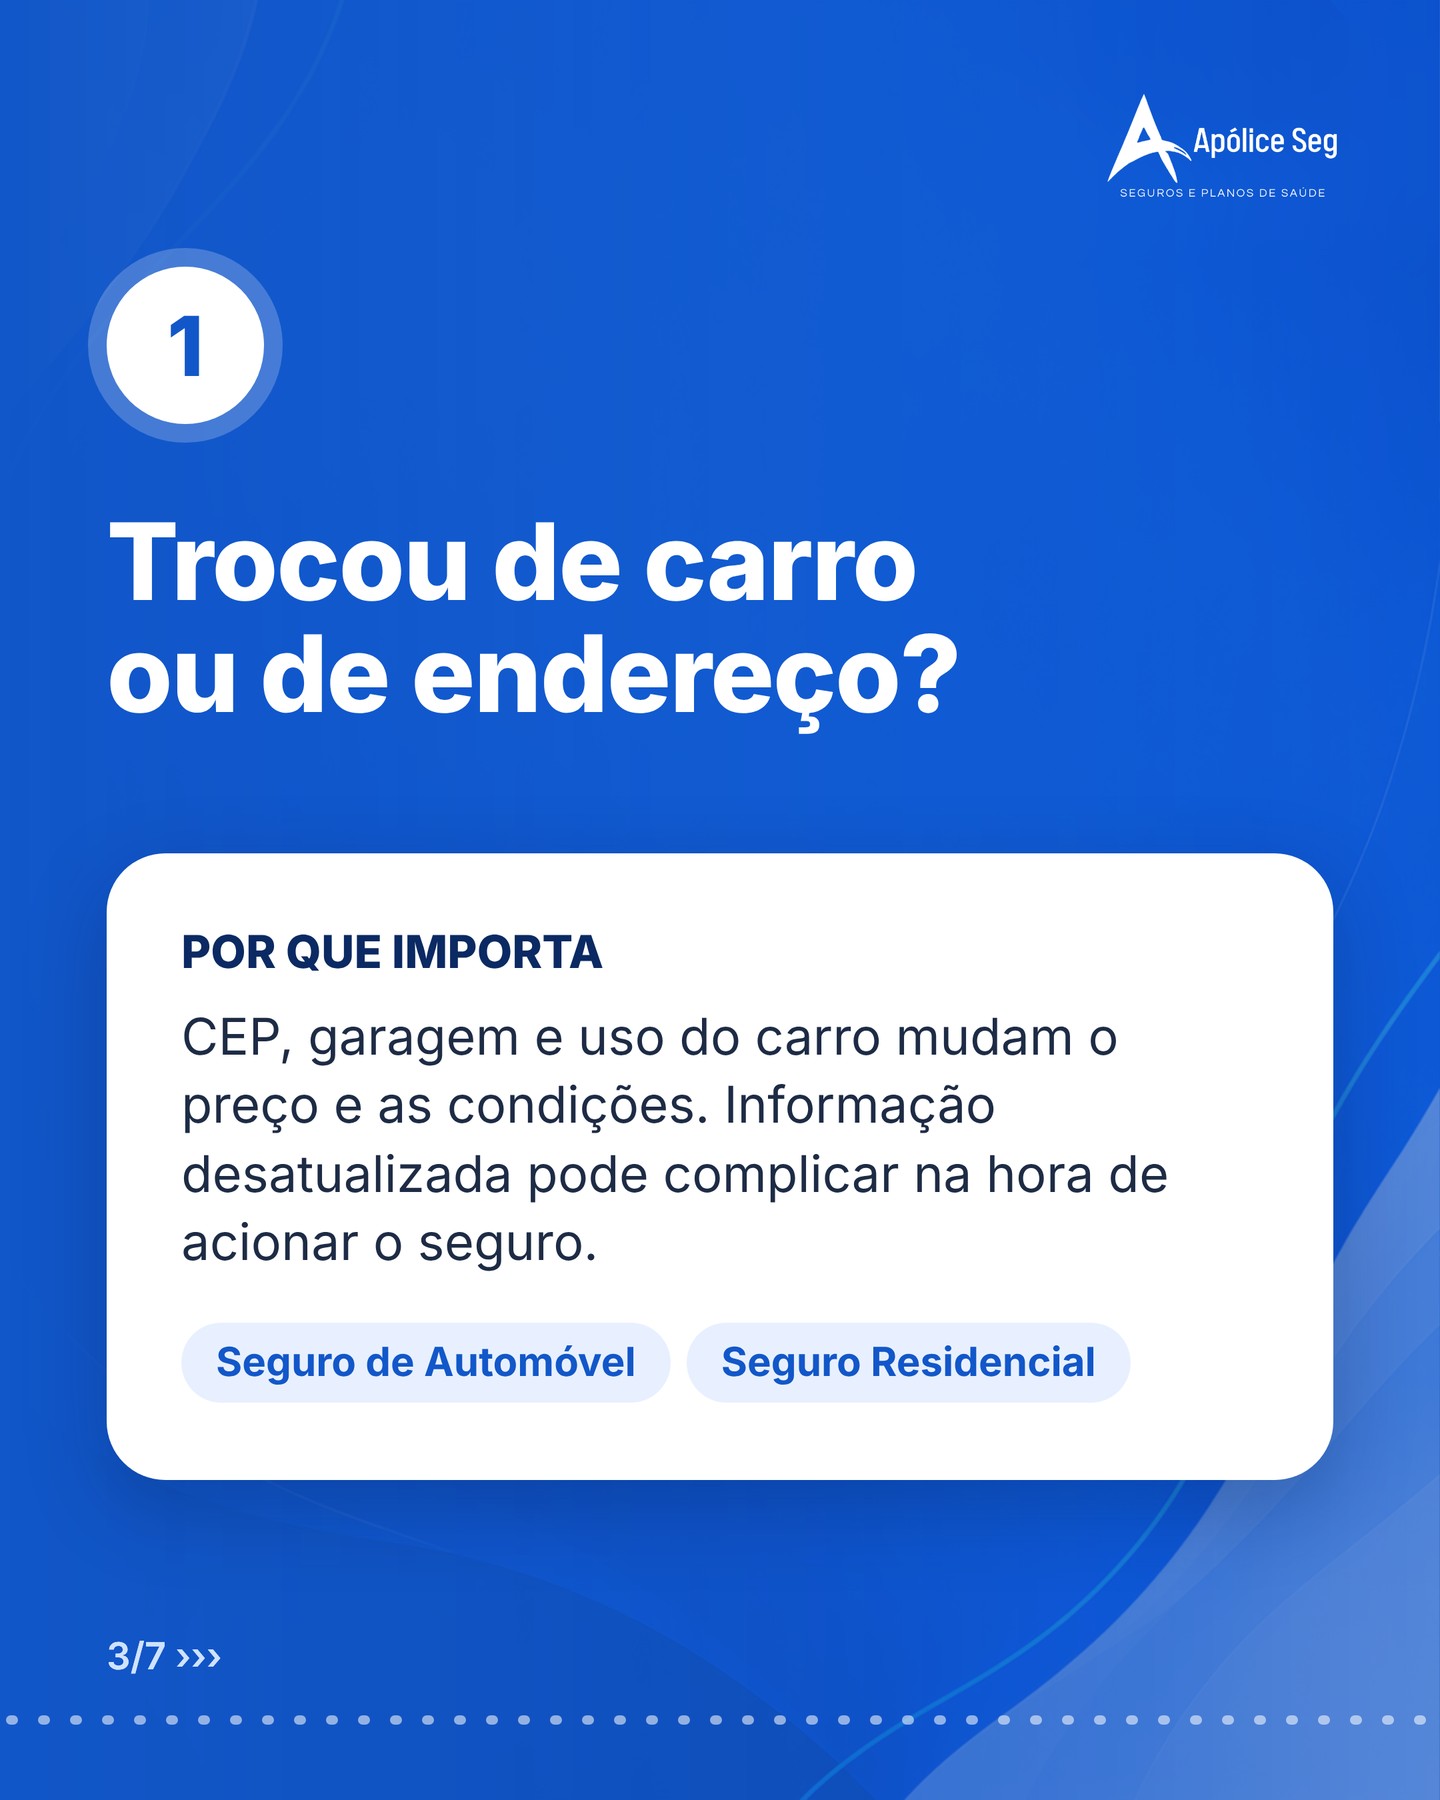 Apólice Seg
SEGUROS E PLANOS DE SAÚDE
1
Trocou de carro
ou de endereço?
POR QUE IMPORTA
CEP, garagem e uso do carro mudam o
preço e as condições. Informação
desatualizada pode complicar na hora de
acionar o seguro.
Seguro de Automóvel
Seguro Residencial
3/7 ›››